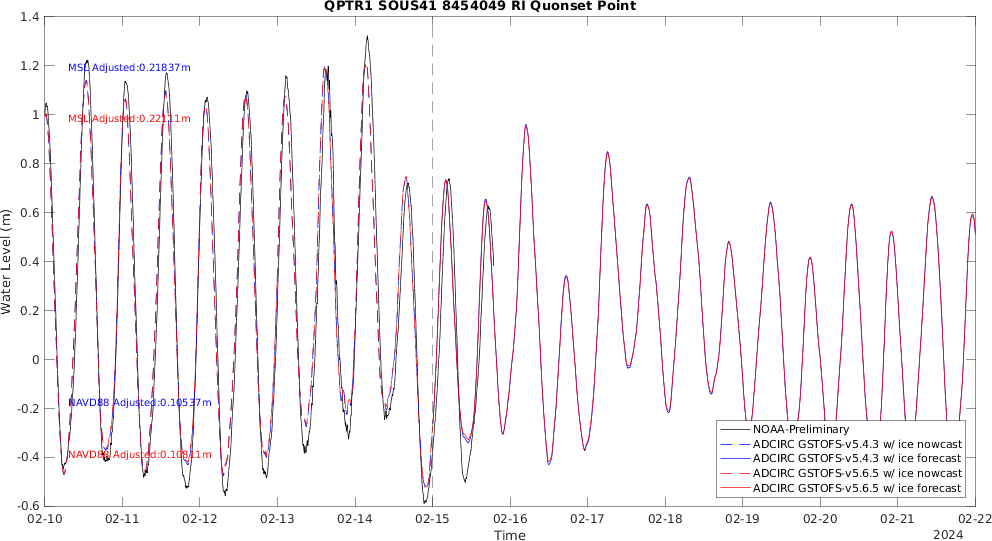 QPTR1 SOUS41 8454049 RI Quonset Point
1.4
1.2
1
0.8
0.6
0.4
0.2
0
-0.2
-0.4
-0.6
Water Level (m)
MSL Adjusted:0.21837m
MSL Adjusted:0.22111m
NAVD88 Adjusted:0.10537m
NAVD88 Adjusted:0.10811m
NOAA-Preliminary
ADCIRC GSTOFS-v5.4.3 w/ ice nowcast
ADCIRC GSTOFS-v5.4.3 w/ ice forecast
ADCIRC GSTOFS-v5.6.5 w/ ice nowcast
ADCIRC GSTOFS-v5.6.5 w/ ice forecast
02-10 02-11 02-12 02-13 02-14 02-15 02-16 02-17 02-18 02-19 02-20 02-21 02-22
Time
2024